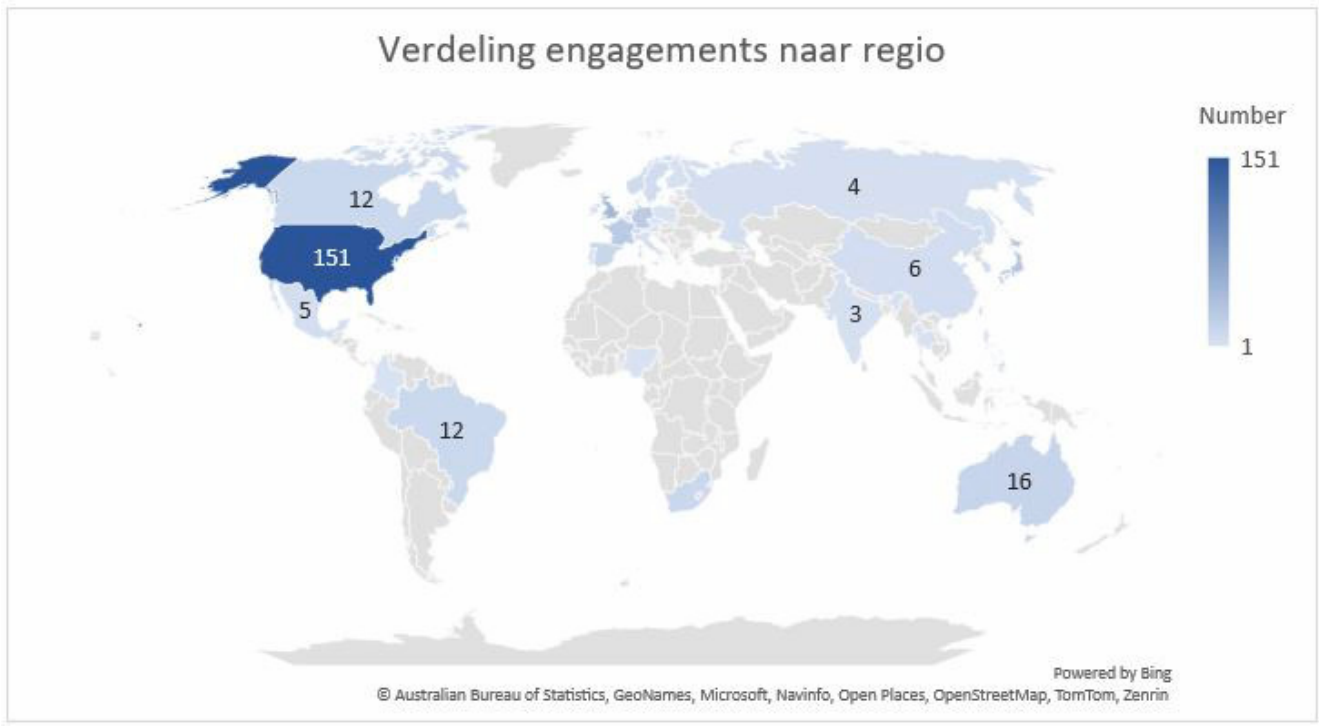 Verdeling engagements naar regio
Number
151
1
12
151
5
12
4
6
3
16
Powered by Bing
© Australian Bureau of Statistics, GeoNames, Microsoft, Navinfo, Open Places, OpenStreetMap, TomTom, Zenrin